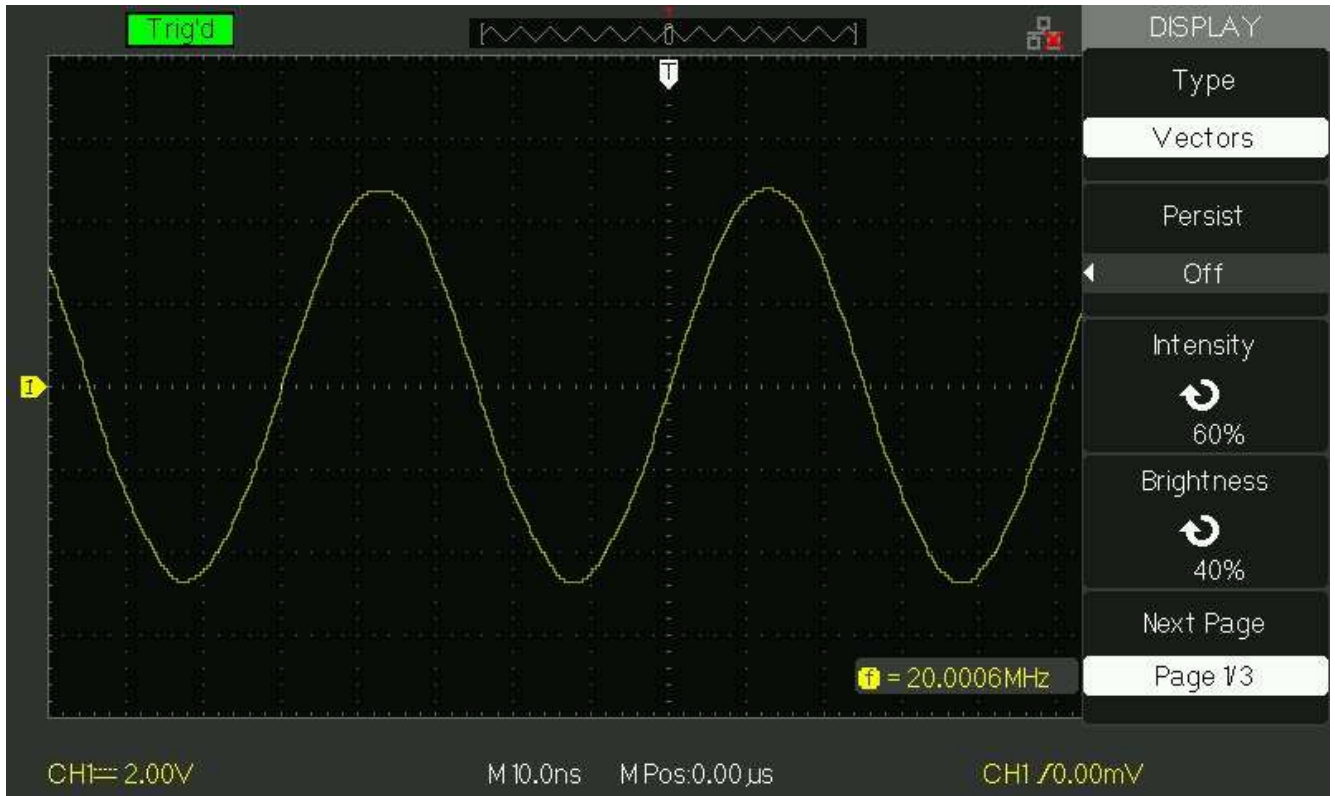 Trig'd
T
DISPLAY
Type
Vectors
Persist
Off
Intensity
60%
Brightness
40%
Next Page
Page 1/3
1
f = 20.0006MHz
CH1 2.00V
M 10.0ns
M Pos:0.00µs
CH1 0.00mV